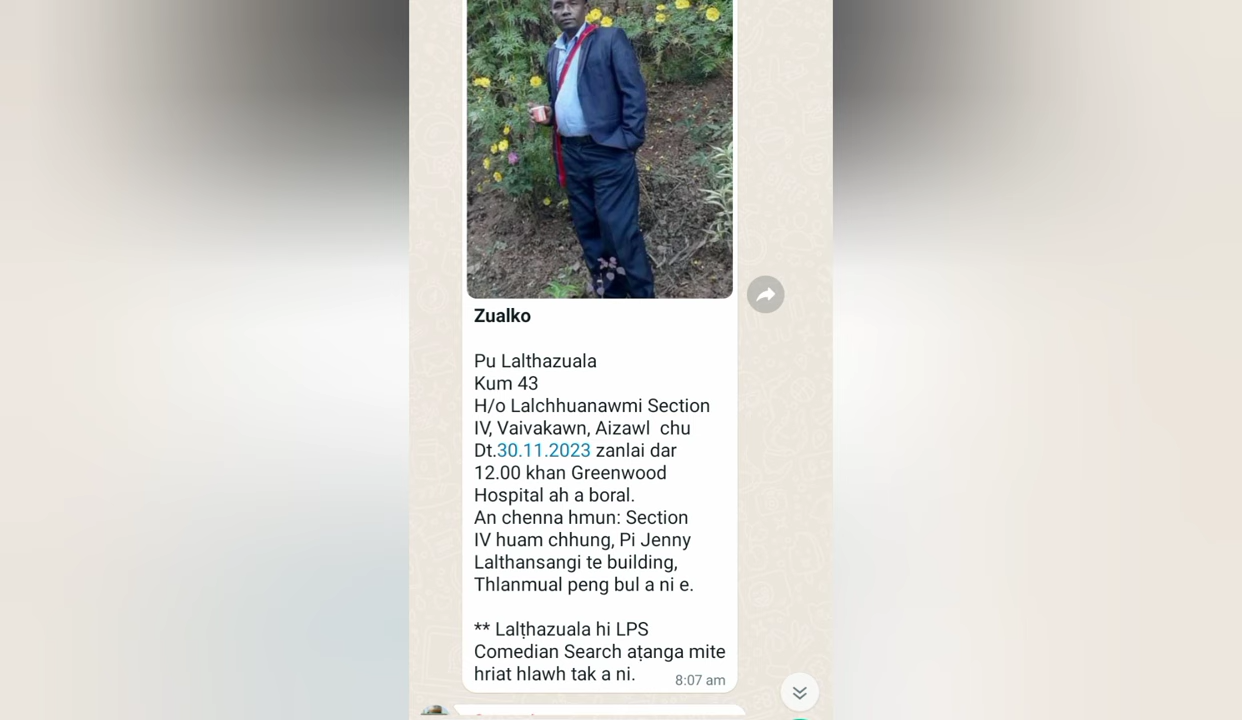 Zualko
Pu Lalthazuala
Kum 43
H/o Lalchhuanawmi Section
IV, Vaivakawn, Aizawl chu
Dt.30.11.2023 zanlai dar
12.00 khan Greenwood
Hospital ah a boral.
An chenna hmun: Section
IV huam chhung, Pi Jenny
Lalthansangi te building,
Thlanmual peng bul a ni e.
** Lalṭhazuala hi LPS
Comedian Search aṭanga mite
hriat hlawh tak a ni.
8:07 am